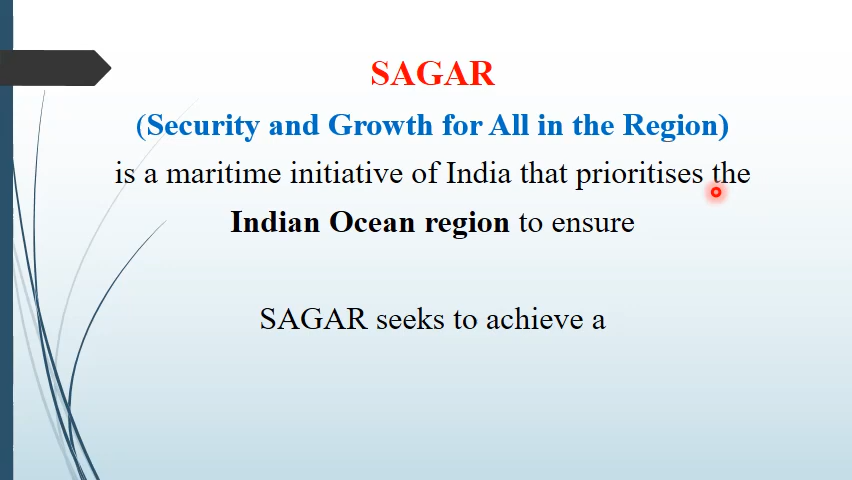 SAGAR
(Security and Growth for All in the Region)
is a maritime initiative of India that prioritises the
Indian Ocean region to ensure
SAGAR seeks to achieve a